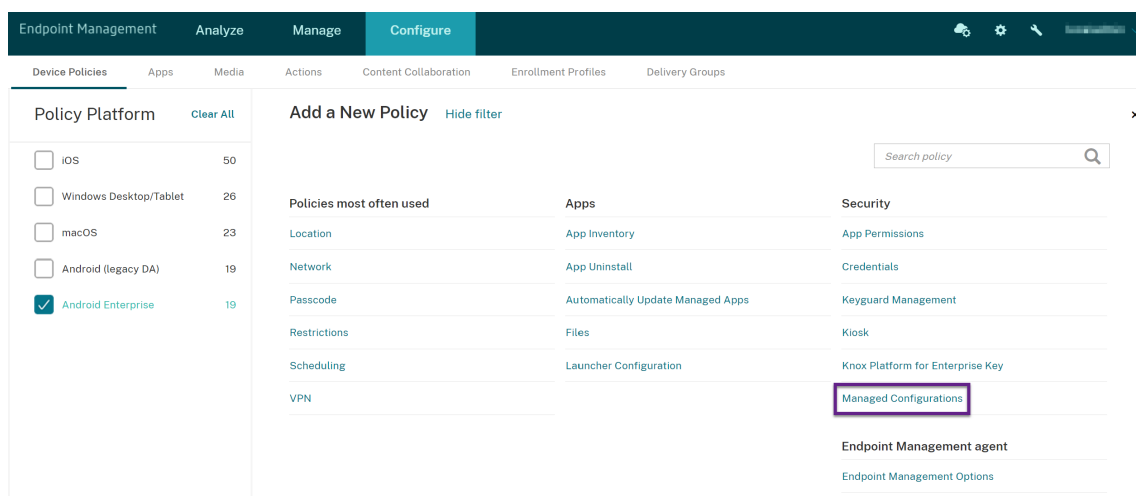 Endpoint Management
Analyze
Manage
Configure
Device Policies
Apps
Media
Actions
Content Collaboration
Enrollment Profiles
Delivery Groups
Policy Platform
Clear All
iOS 50
Windows Desktop/Tablet 26
macOS 23
Android (legacy DA) 19
Android Enterprise 19
Add a New Policy
Hide filter
Search policy
Policies most often used
Location
Network
Passcode
Restrictions
Scheduling
VPN
Apps
App Inventory
App Uninstall
Automatically Update Managed Apps
Files
Launcher Configuration
Security
App Permissions
Credentials
Keyguard Management
Kiosk
Knox Platform for Enterprise Key
Managed Configurations
Endpoint Management agent
Endpoint Management Options